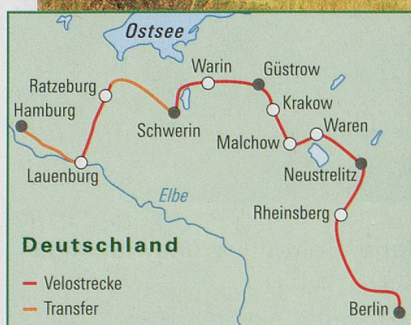 Ostsee
Warin
Güstrow
Ratzeburg
Hamburg
Krakow
Schwerin
Waren
Malchow
Lauenburg
Neustrelitz
Elbe
Rheinsberg
Deutschland
Velostrecke
Transfer
Berlin